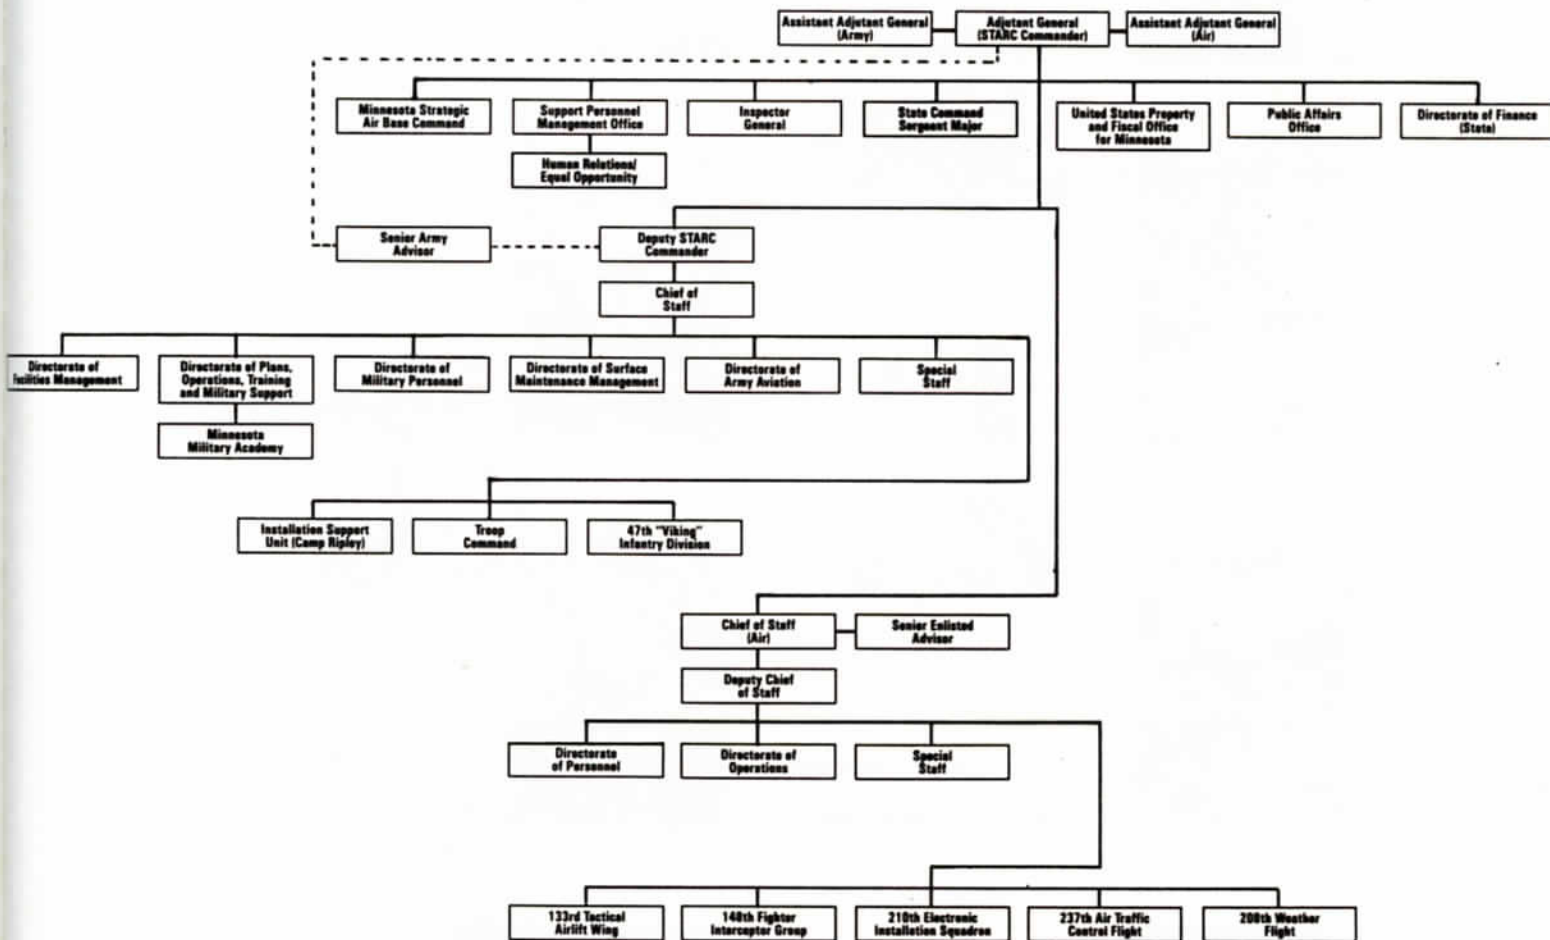 Assistant Adjutant General
(Army)
Adjutant General
(STARC Commander)
Assistant Adjutant General
(Air)
Minnesota Strategic
Air Base Command
Support Personnel
Management Office
Inspector
General
State Command
Sergeant Major
United States Property
and Fiscal Office
for Minnesota
Public Affairs
Office
Directorate of Finance
(State)
Human Relations/
Equal Opportunity
Senior Army
Advisor
Deputy STARC
Commander
Chief of
Staff
Directorate of
Management
Directorate of Plans,
Operations, Training
and Military Support
Directorate of
Military Personnel
Directorate of Surface
Maintenance Management
Directorate of
Army Aviation
Special
Staff
Minnesota
Military Academy
Installation Support
Unit (Camp Ripley)
Troop
Command
47th "Viking"
Infantry Division
Chief of Staff
(Air)
Senior Enlisted
Advisor
Deputy Chief
of Staff
Directorate
of Personnel
Directorate of
Operations
Special
Staff
133rd Tactical
Airlift Wing
148th Fighter
Interceptor Group
210th Electronic
Installation Squadron
237th Air Traffic
Control Flight
208th Weather
Flight